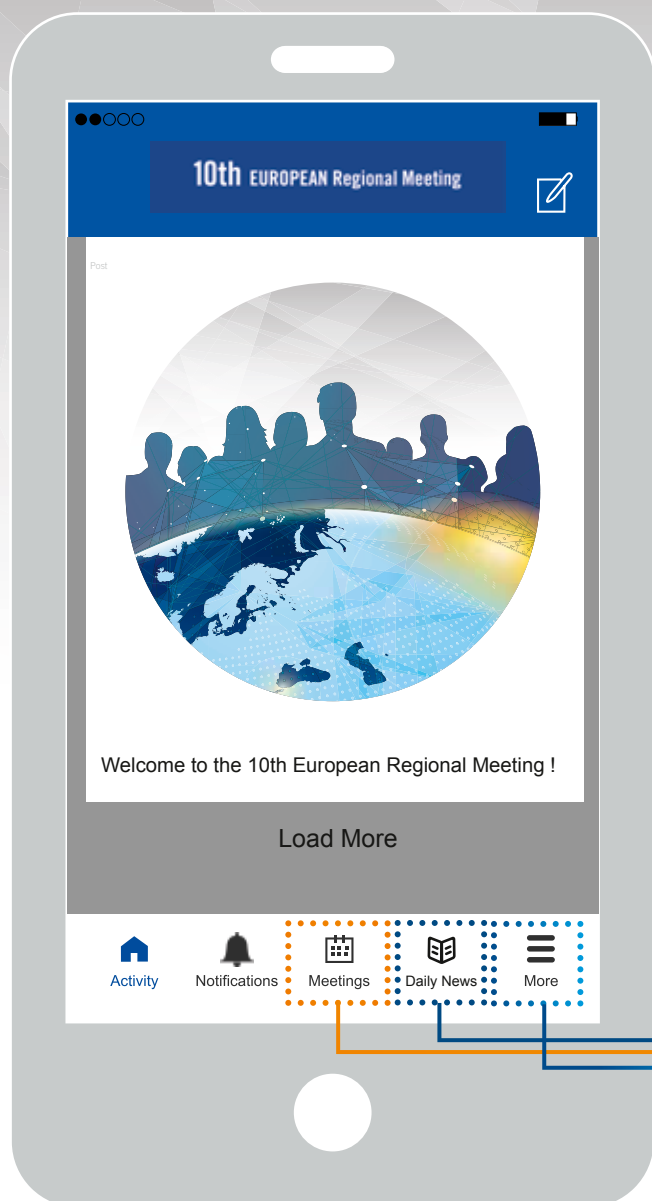 10th EUROPEAN Regional Meeting
Post
Welcome to the 10th European Regional Meeting !
Load More
Activity Notifications Meetings Daily News More